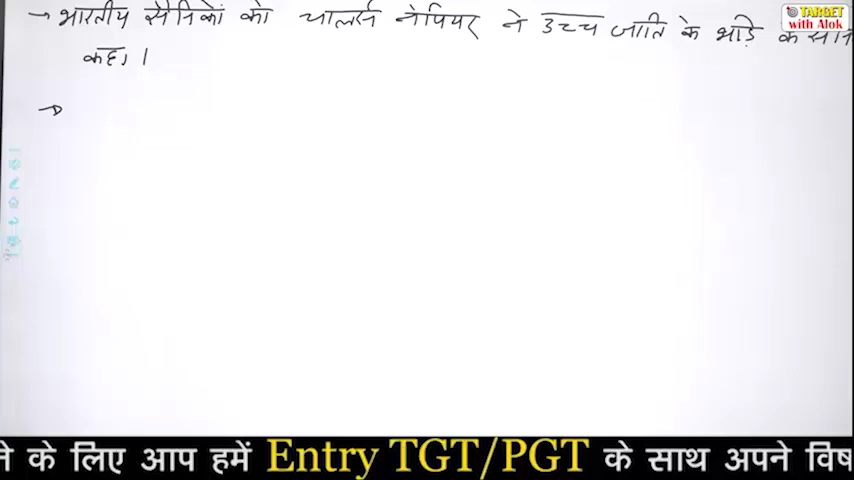 → भारतीय सैनिकों को चार्ल्स नेपियर ने उच्च जाति के भाड़े के सैनि
कहा।
→
TARGET
with Alok
ने के लिए आप हमें Entry TGT/PGT के साथ अपने विष